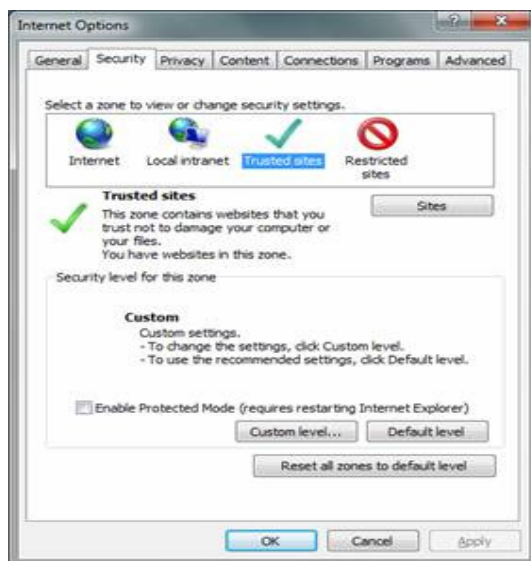 Internet Options
General Security Privacy Content Connections Programs Advanced
Select a zone to view or change security settings.
Internet Local intranet Trusted sites Restricted
sites
Trusted sites
Sites
This zone contains websites that you
trust not to damage your computer or
your files.
You have websites in this zone.
Security level for this zone
Custom
Custom settings.
- To change the settings, click Custom level.
- To use the recommended settings, click Default level.
Enable Protected Mode (requires restarting Internet Explorer)
Custom level... Default level
Reset all zones to default level
OK Cancel Apply